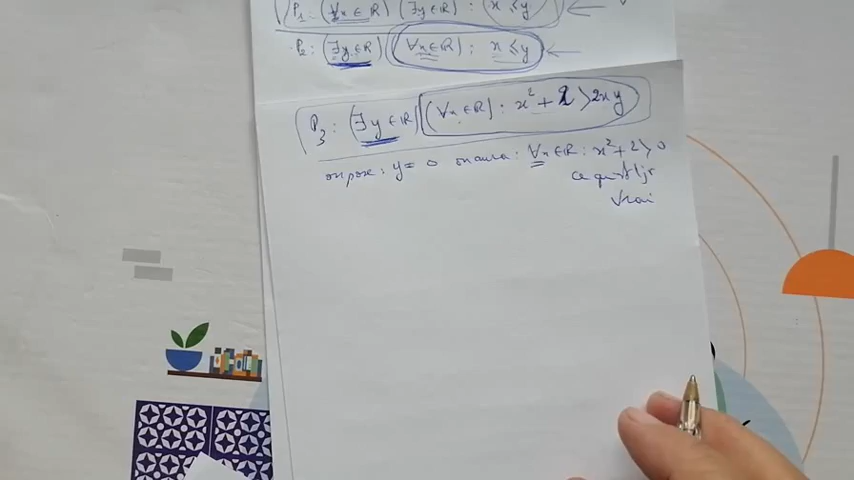 P₁ : (∀x ∈ ℝ) (∃y ∈ ℝ) : (x ≤ y)
P₂ : (∃y ∈ ℝ) (∀x ∈ ℝ) : x ≤ y
P₃ : (∃y ∈ ℝ) (∀x ∈ ℝ) : x² + 2 > 2xy
on pose : y = 0 on aura : ∀x ∈ ℝ : x² + 2 > 0
ce qui est tjr
vrai